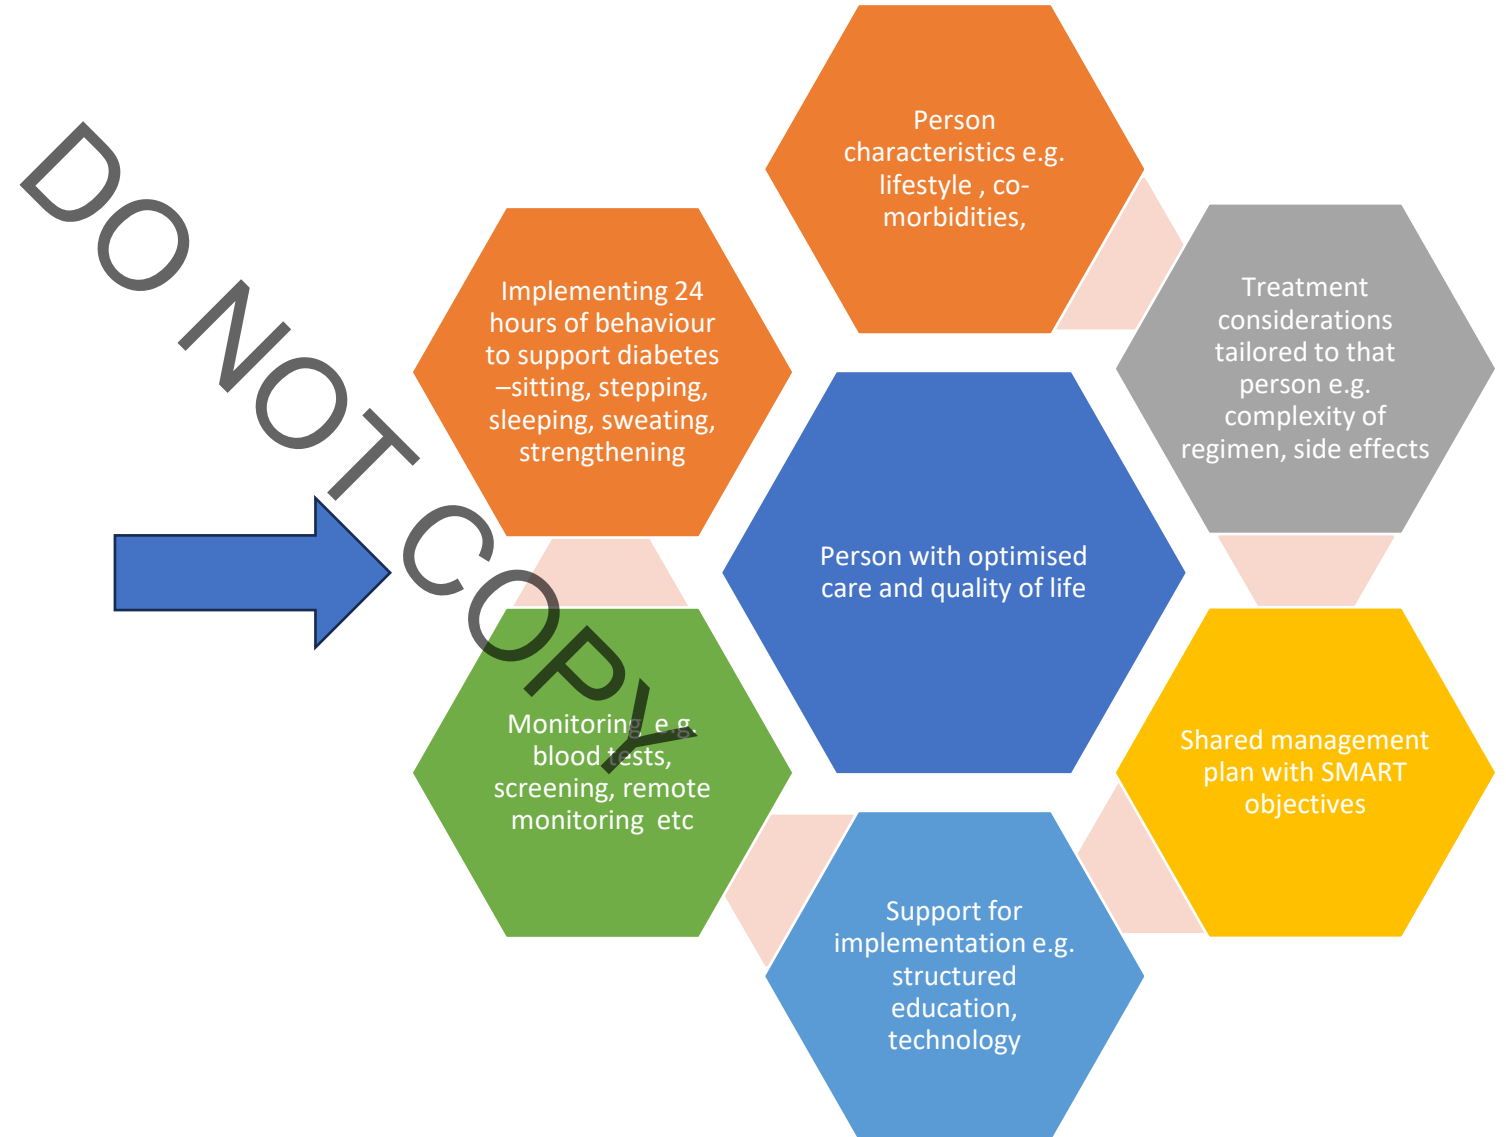 DO NOT COPY
Person
characteristics e.g.
lifestyle , co-
morbidities,
Implementing 24
hours of behaviour
to support diabetes
–sitting, stepping,
sleeping, sweating,
strengthening
Treatment
considerations
tailored to that
person e.g.
complexity of
regimen, side effects
Person with optimised
care and quality of life
Monitoring  e.g.
blood tests,
screening, remote
monitoring  etc
Shared management
plan with SMART
objectives
Support for
implementation e.g.
structured
education,
technology